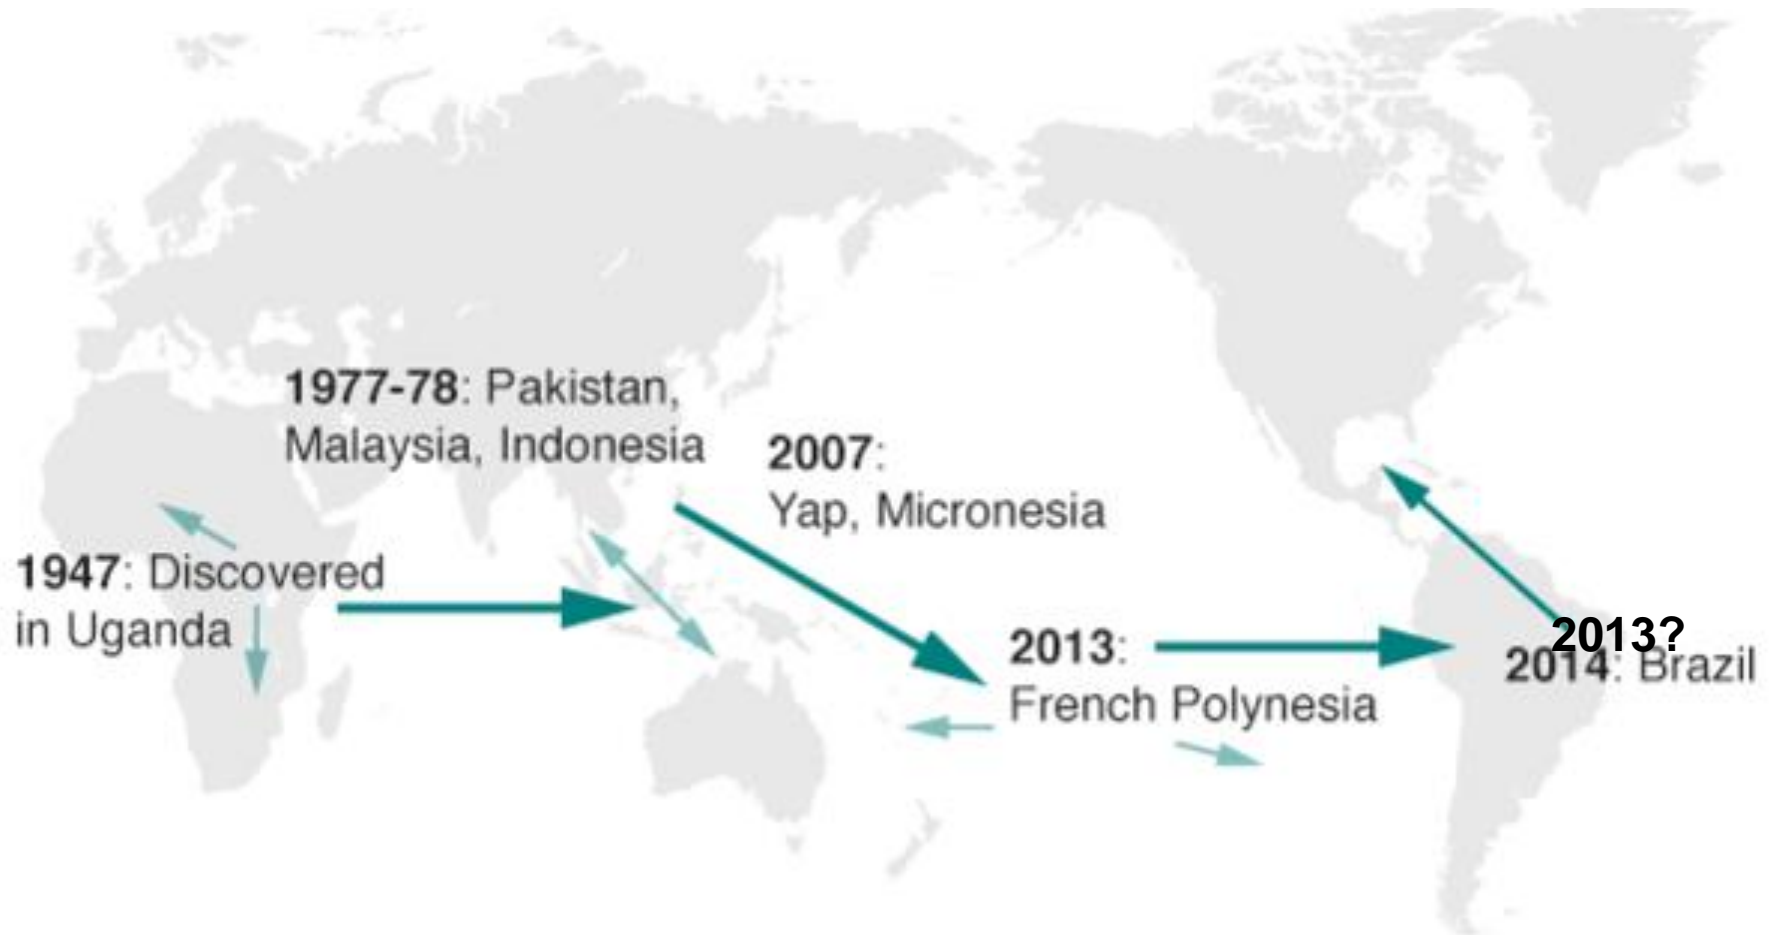 1977-78: Pakistan,
Malaysia, Indonesia
2007:
Yap, Micronesia
1947: Discovered
in Uganda
2013:
French Polynesia
2013?
2014: Brazil